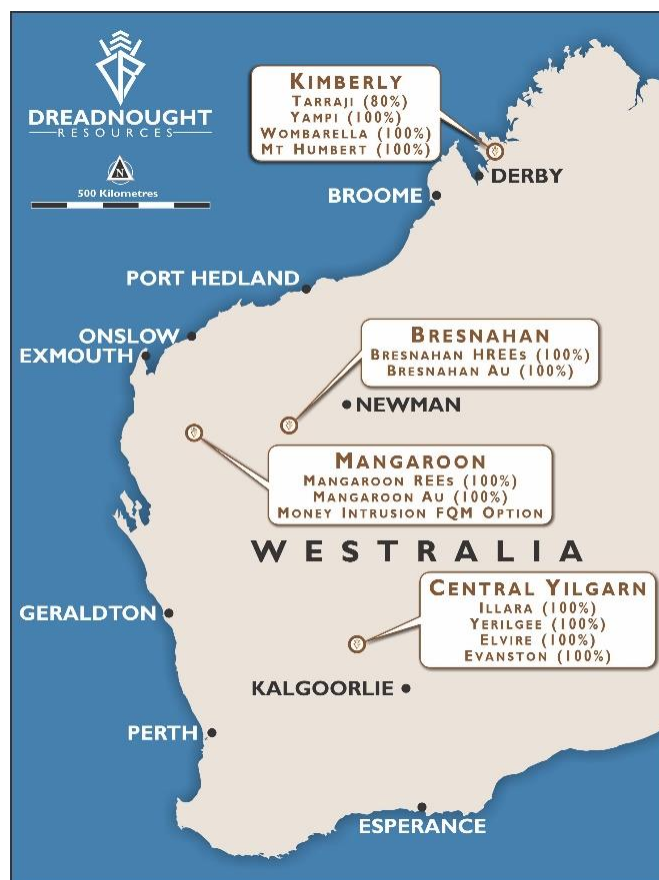 DREADNOUGHT
RESOURCES
N
500 Kilometres
KIMBERLY
TARRAJI (80%)
YAMPI (100%)
WOMBARELLA (100%)
MT HUMBERT (100%)
DERBY
BROOME
PORT HEDLAND
ONSLOW
EXMOUTH
BRESNAHAN
BRESNAHAN HREES (100%)
BRESNAHAN AU (100%)
NEWMAN
MANGAROON
MANGAROON REES (100%)
MANGAROON AU (100%)
MONEY INTRUSION FQM OPTION
WESTRALIA
CENTRAL YILGARN
ILLARA (100%)
YERILGEE (100%)
ELVIRE (100%)
EVANSTON (100%)
GERALDTON
KALGOORLIE
PERTH
ESPERANCE